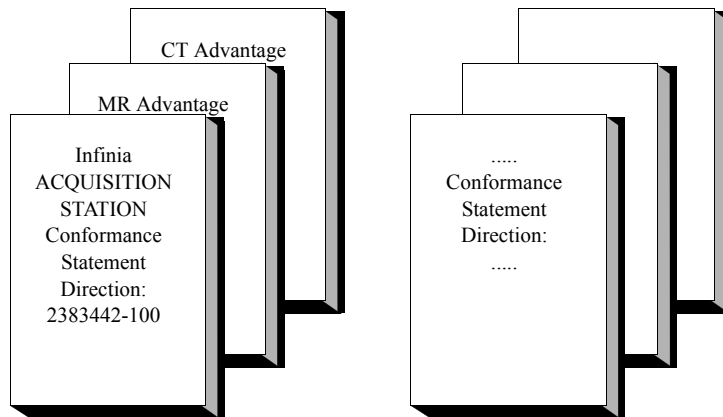 CT Advantage
MR Advantage
Infinia
ACQUISITION
STATION
Conformance
Statement
Direction:
2383442-100
.....
Conformance
Statement
Direction:
.....